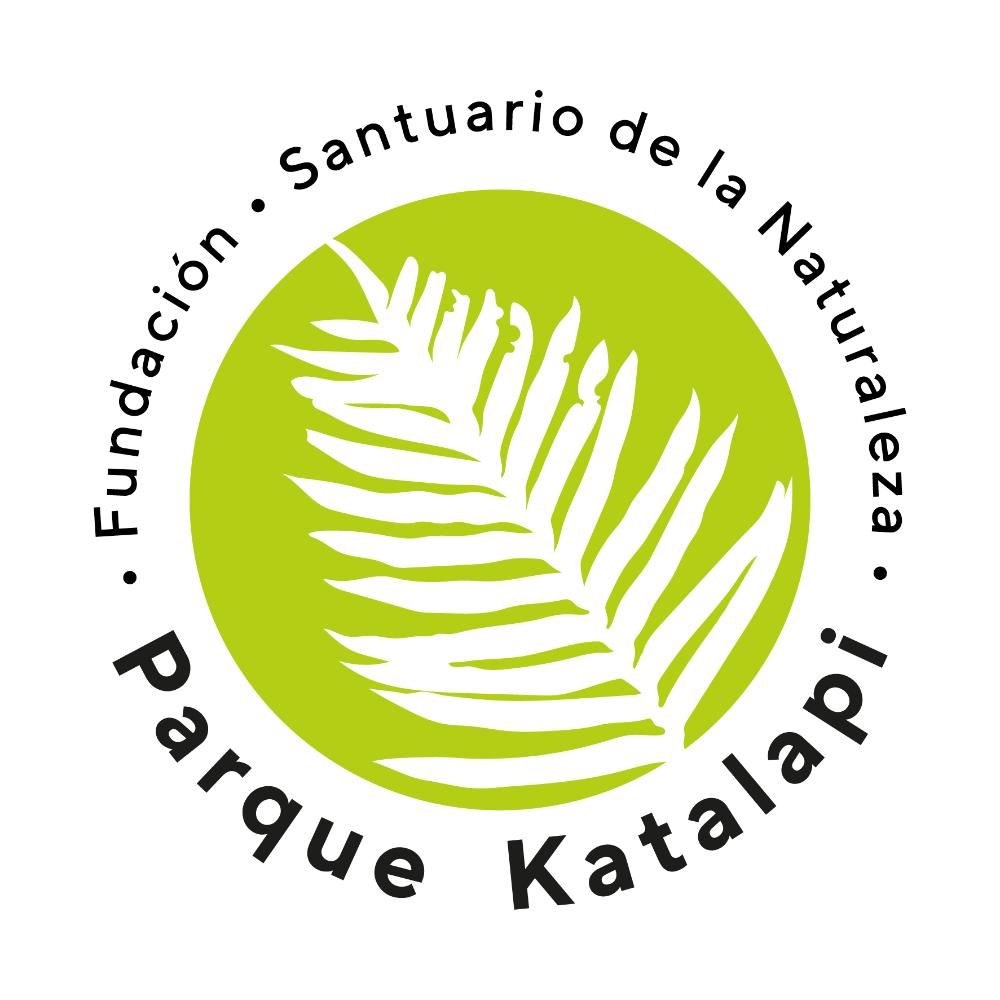 • Fundación • Santuario de la Naturaleza •
Parque Katalapi